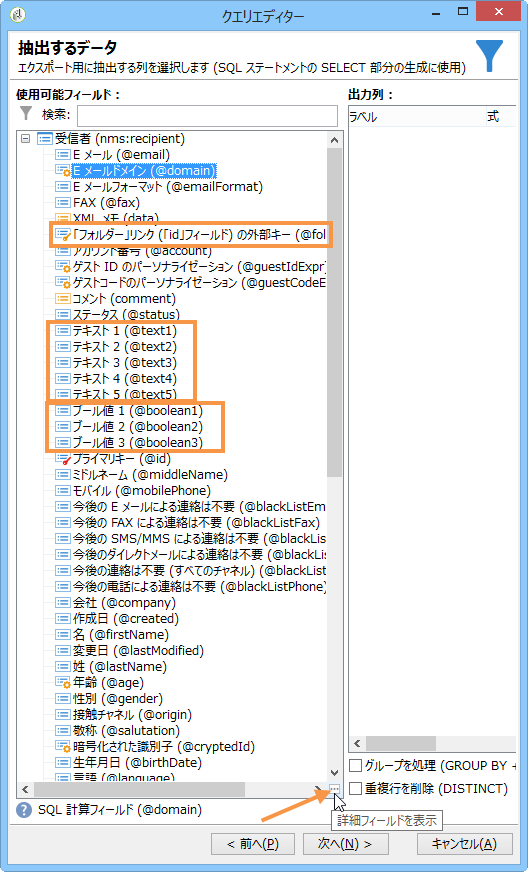 クエリエディター
抽出するデータ
エクスポート用に抽出する列を選択します (SQL ステートメントの SELECT 部分の生成に使用)
使用可能フィールド：
出力列：
検索:
ラベル 式
受信者 (nms:recipient)
E メール (@email)
E メールドメイン (@domain)
E メールフォーマット (@emailFormat)
FAX (@fax)
XML メモ (data)
「フォルダー」リンク (「id」フィールド) の外部キー (@fol
アカウント番号 (@account)
ゲスト ID のパーソナライゼーション (@guestIdExpr)
ゲストコードのパーソナライゼーション (@guestCodeE
コメント (comment)
ステータス (@status)
テキスト 1 (@text1)
テキスト 2 (@text2)
テキスト 3 (@text3)
テキスト 4 (@text4)
テキスト 5 (@text5)
ブール値 1 (@boolean1)
ブール値 2 (@boolean2)
ブール値 3 (@boolean3)
プライマリキー (@id)
ミドルネーム (@middleName)
モバイル (@mobilePhone)
今後の E メールによる連絡は不要 (@blackListEm
今後の FAX による連絡は不要 (@blackListFax)
今後の SMS/MMS による連絡は不要 (@blackLis
今後のダイレクトメールによる連絡は不要 (@blackLis
今後の連絡は不要 (すべてのチャネル) (@blackList
今後の電話による連絡は不要 (@blackListPhone)
会社 (@company)
作成日 (@created)
名 (@firstName)
変更日 (@lastModified)
姓 (@lastName)
年齢 (@age)
性別 (@gender)
接触チャネル (@origin)
敬称 (@salutation)
暗号化された識別子 (@cryptedId)
生年月日 (@birthDate)
言語 (@language)
グループを処理 (GROUP BY +
重複行を削除 (DISTINCT)
SQL 計算フィールド (@domain)
詳細フィールドを表示
< 前へ(P)
次へ(N) >
キャンセル(A)